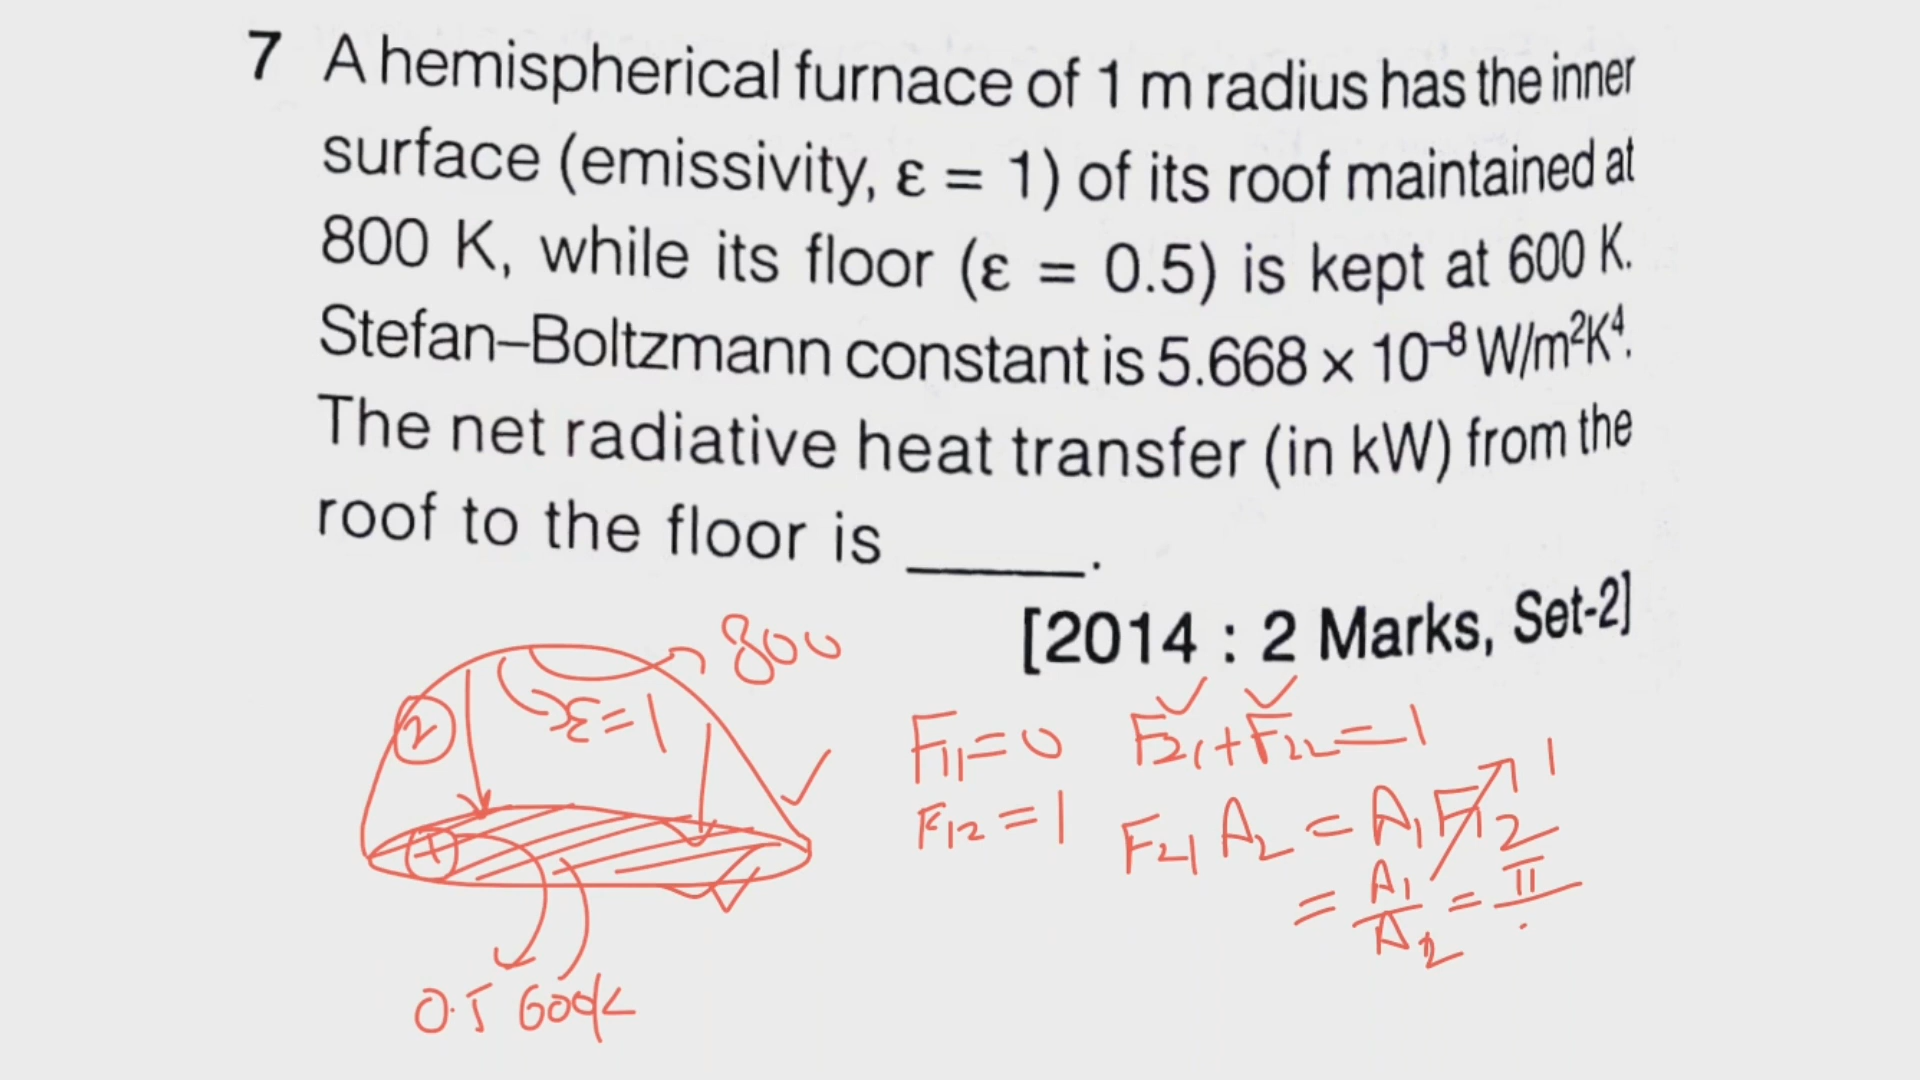 7 A hemispherical furnace of 1 m radius has the inner
surface (emissivity, ε = 1) of its roof maintained at
800 K, while its floor (ε = 0.5) is kept at 600 K.
Stefan–Boltzmann constant is 5.668 × 10⁻⁸ W/m²K⁴.
The net radiative heat transfer (in kW) from the
roof to the floor is _____.
[2014 : 2 Marks, Set-2]
800
2 ε=1
1
0.5 600k
F11=0 F21+F22=1
F12=1 F21 A2 = A1 F12 1
= A1/A2 = π